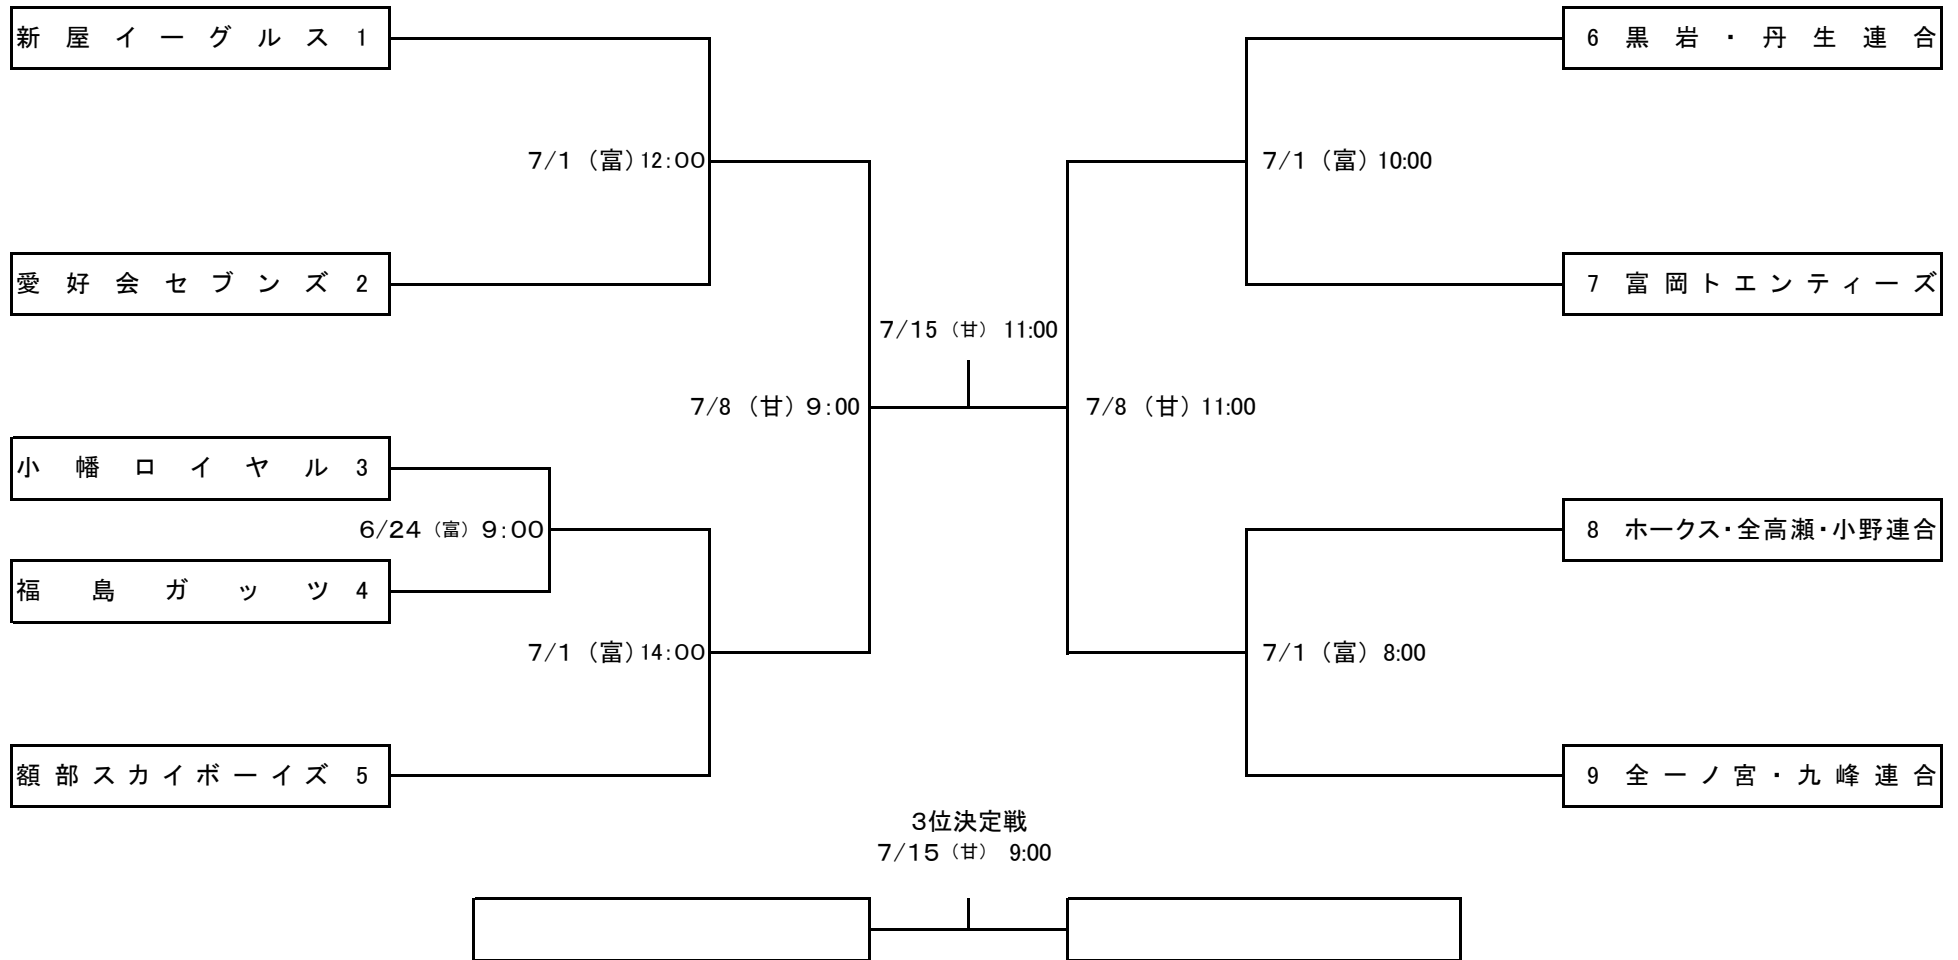 新屋イーグルス 1
6 黒岩・丹生連合
7/1（富）12:00
7/1（富）10:00
愛好会セブンズ 2
7 富岡トエンティーズ
7/15（甘） 11:00
7/8（甘）9:00
7/8（甘）11:00
小幡ロイヤル 3
6/24（富）9:00
8 ホークス・全高瀬・小野連合
福島ガッツ 4
7/1（富）14:00
7/1（富） 8:00
額部スカイボーイズ 5
9 全一ノ宮・九峰連合
3位決定戦
7/15（甘） 9:00